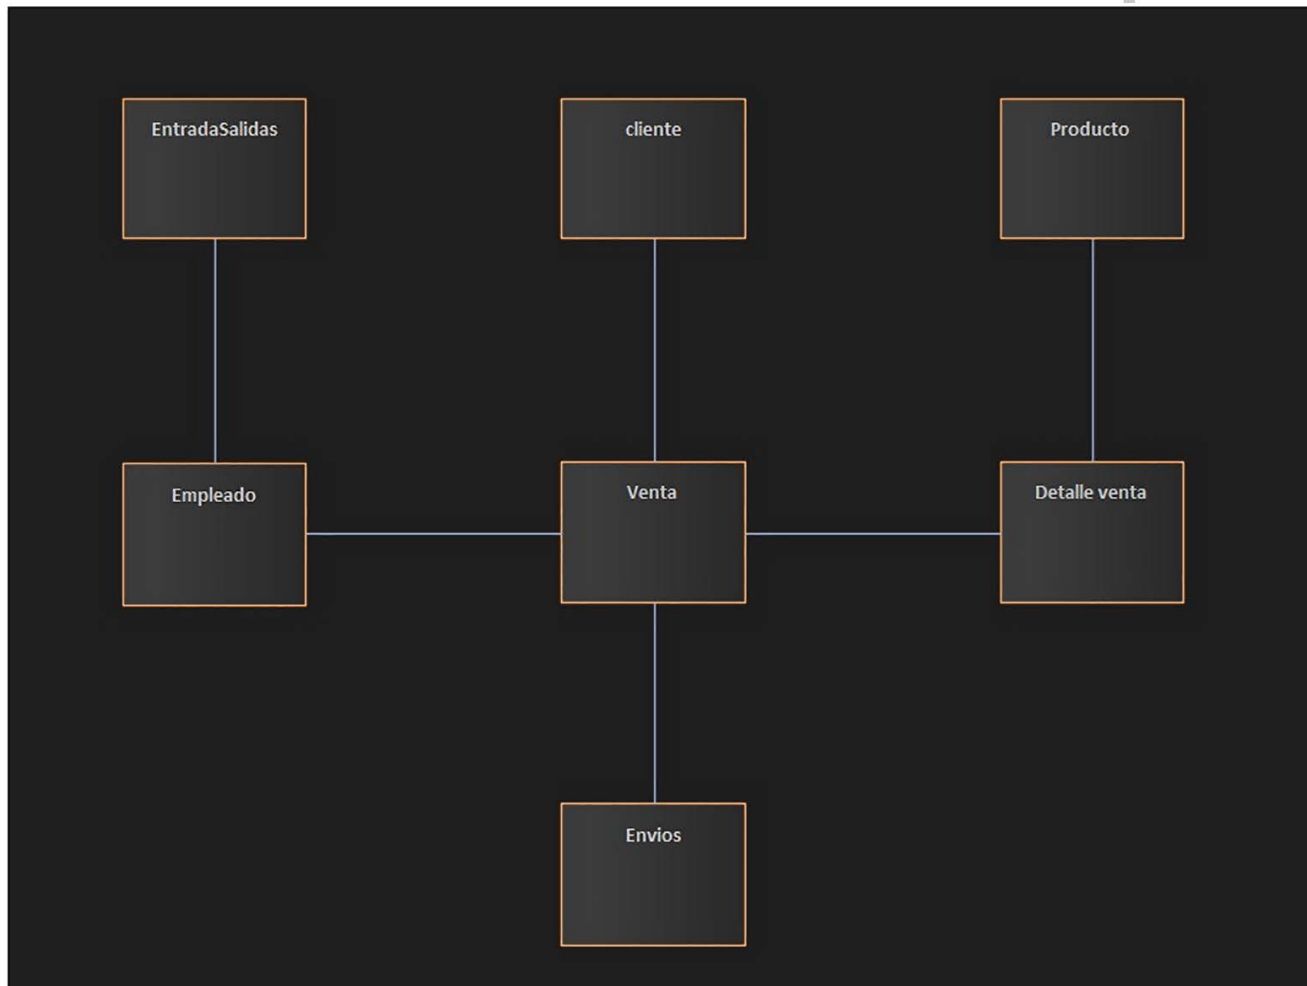 EntradaSalidas
cliente
Producto
Empleado
Venta
Detalle venta
Envios